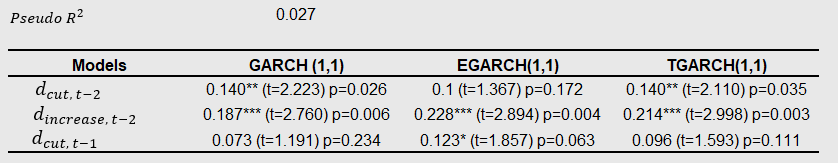 Pseudo R² 0.027
Models GARCH (1,1) EGARCH(1,1) TGARCH(1,1)
d_cut, t−2 0.140** (t=2.223) p=0.026 0.1 (t=1.367) p=0.172 0.140** (t=2.110) p=0.035
d_increase, t−2 0.187*** (t=2.760) p=0.006 0.228*** (t=2.894) p=0.004 0.214*** (t=2.998) p=0.003
d_cut, t−1 0.073 (t=1.191) p=0.234 0.123* (t=1.857) p=0.063 0.096 (t=1.593) p=0.111